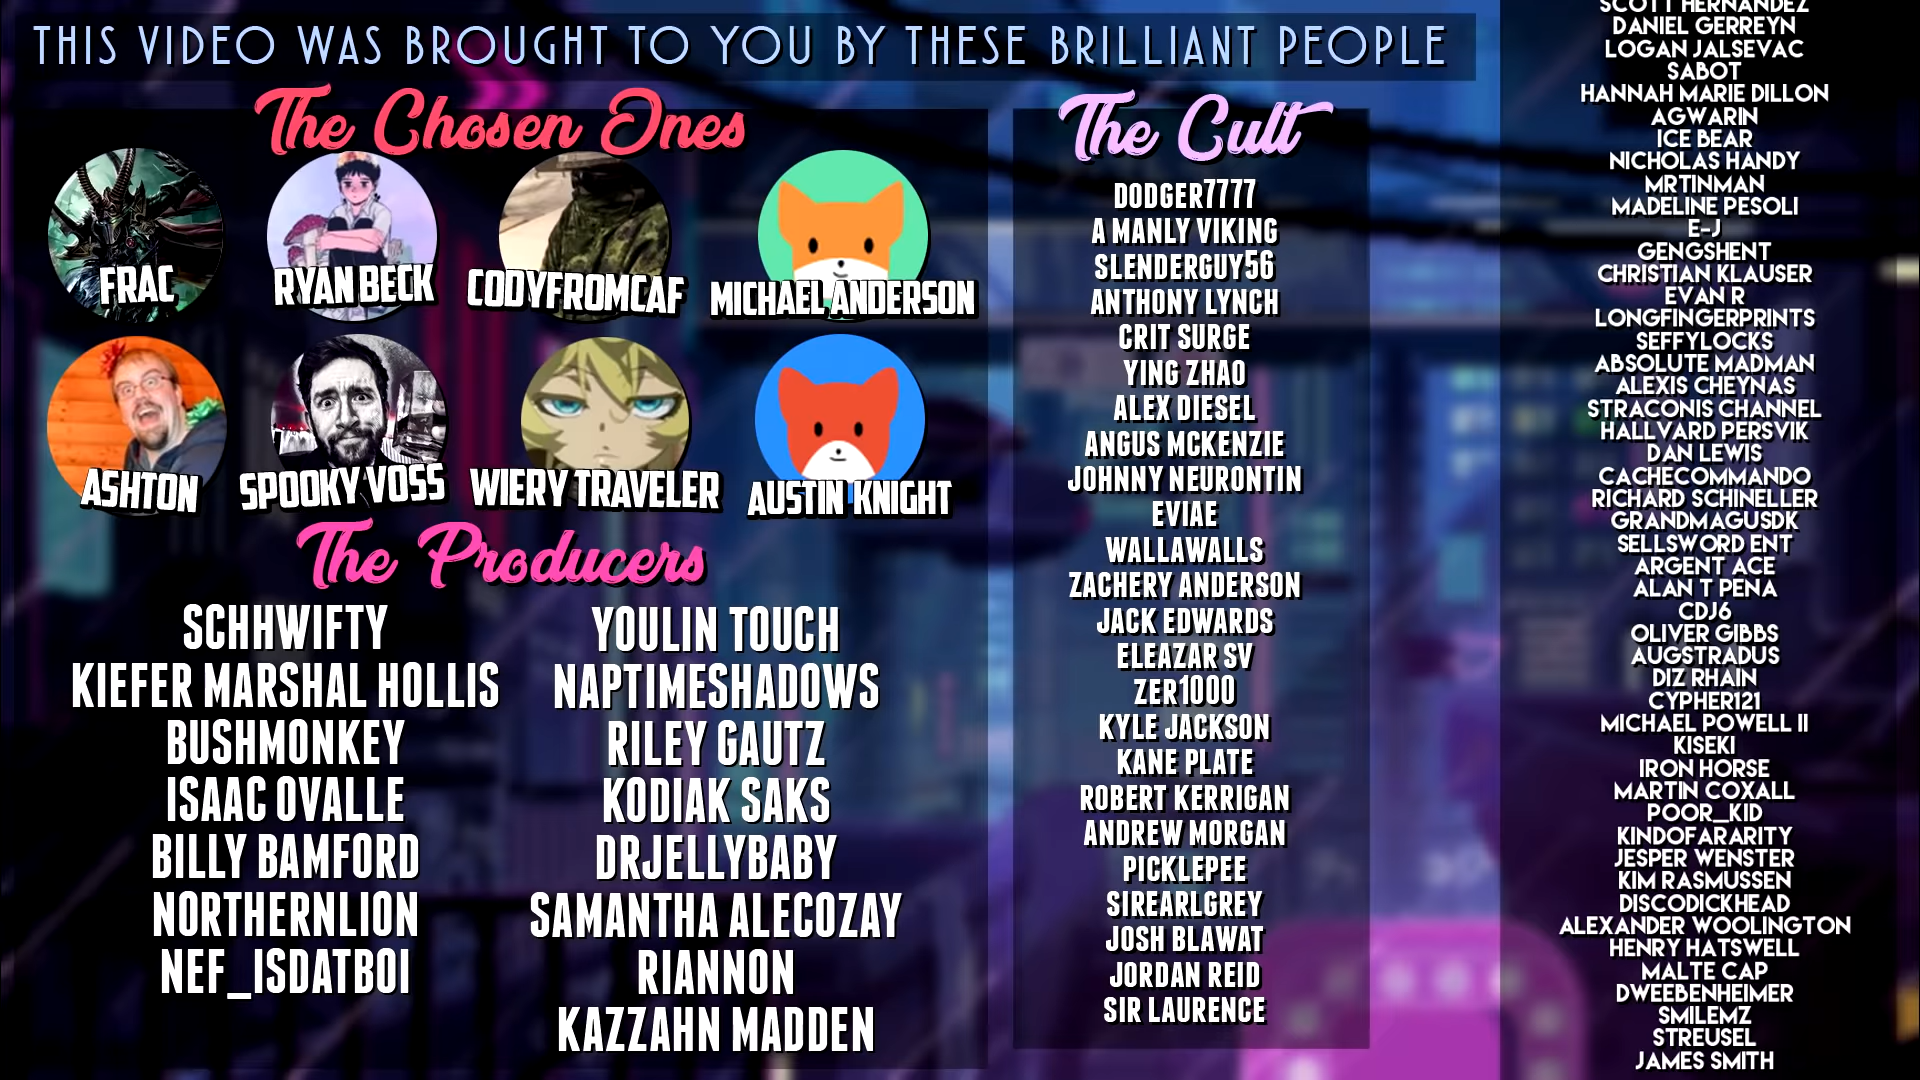 THIS VIDEO WAS BROUGHT TO YOU BY THESE BRILLIANT PEOPLE
The Chosen Ones
FRAC
RYAN BECK
CODYFROMCAF
MICHAEL ANDERSON
ASHTON
SPOOKY VOSS
WIERY TRAVELER
AUSTIN KNIGHT
The Producers
SCHHWIFTY
KIEFER MARSHAL HOLLIS
BUSHMONKEY
ISAAC OVALLE
BILLY BAMFORD
NORTHERNLION
NEF_ISDATBOI
YOULIN TOUCH
NAPTIMESHADOWS
RILEY GAUTZ
KODIAK SAKS
DRJELLYBABY
SAMANTHA ALECOZAY
RIANNON
KAZZAHN MADDEN
The Cult
DODGER7777
A MANLY VIKING
SLENDERGUY56
ANTHONY LYNCH
CRIT SURGE
YING ZHAO
ALEX DIESEL
ANGUS MCKENZIE
JOHNNY NEURONTIN
EVIAE
WALLAWALLS
ZACHERY ANDERSON
JACK EDWARDS
ELEAZAR SV
ZER1000
KYLE JACKSON
KANE PLATE
ROBERT KERRIGAN
ANDREW MORGAN
PICKLEPEE
SIREARLGREY
JOSH BLAWAT
JORDAN REID
SIR LAURENCE
SCOTT HERNANDEZ
DANIEL GERREYN
LOGAN JALSEVAC
SABOT
HANNAH MARIE DILLON
AGWARIN
ICE BEAR
NICHOLAS HANDY
MRTINMAN
MADELINE PESOLI
E-J
GENGSHENT
CHRISTIAN KLAUSER
EVAN R
LONGFINGERPRINTS
SEFFYLOCKS
ABSOLUTE MADMAN
ALEXIS CHEYNAS
STRACONIS CHANNEL
HALLVARD PERSVIK
DAN LEWIS
CACHECOMMANDO
RICHARD SCHINELLER
GRANDMAGUSDK
SELLSWORD ENT
ARGENT ACE
ALAN T PENA
CDJ6
OLIVER GIBBS
AUGSTRADUS
DIZ RHAIN
CYPHER121
MICHAEL POWELL II
KISEKI
IRON HORSE
MARTIN COXALL
POOR_KID
KINDOFARARITY
JESPER WENSTER
KIM RASMUSSEN
DISCODICKHEAD
ALEXANDER WOOLINGTON
HENRY HATSWELL
MALTE CAP
DWEEBENHEIMER
SMILEMZ
STREUSEL
JAMES SMITH